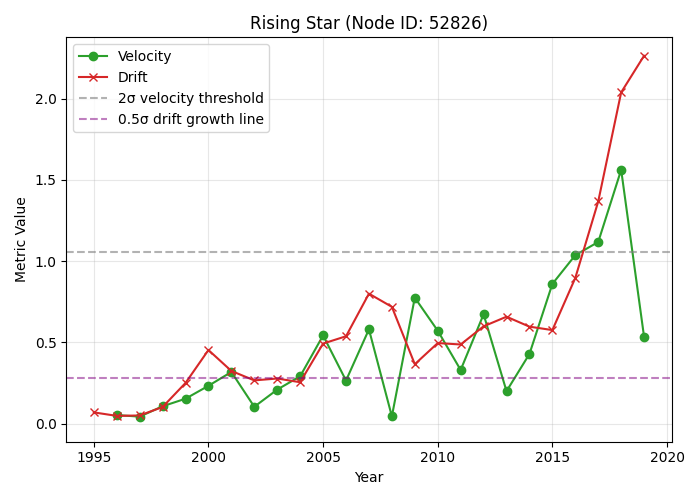 Rising Star (Node ID: 52826)
Velocity
Drift
2σ velocity threshold
0.5σ drift growth line
Metric Value
2.0
1.5
1.0
0.5
0.0
1995 2000 2005 2010 2015 2020
Year